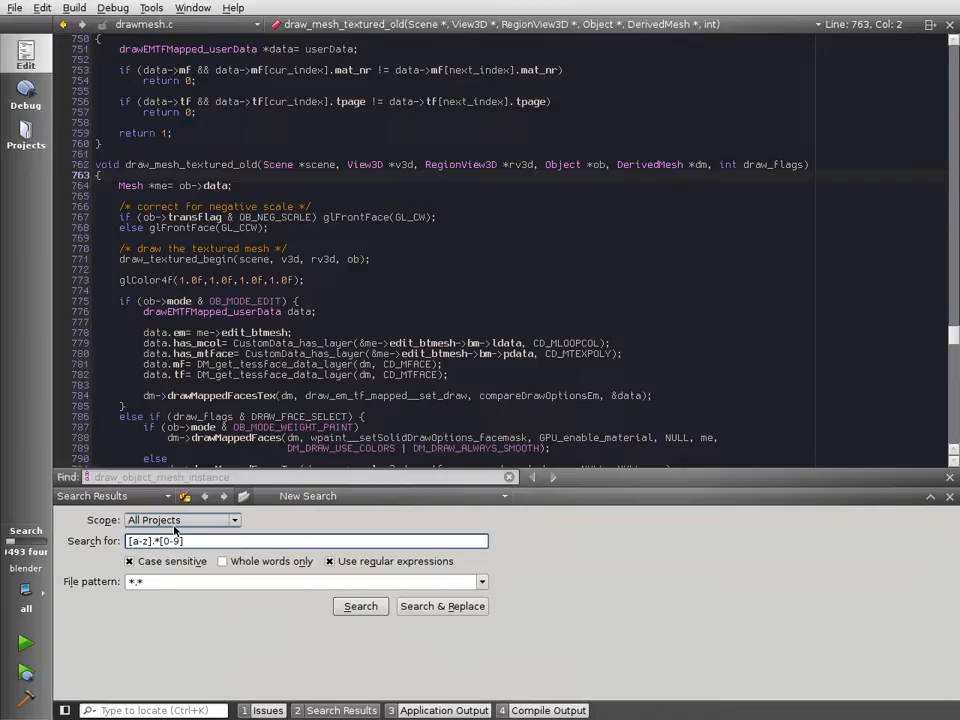 File Edit Build Debug Tools Window Help
drawmesh.c draw_mesh_textured_old(Scene *, View3D *, RegionView3D *, Object *, DerivedMesh *, int) Line: 763, Col: 2
Edit
Debug
Projects
750 {
751 drawEMTFMapped_userData *data= userData;
752
753 if (data->mf && data->mf[cur_index].mat_nr != data->mf[next_index].mat_nr)
754 return 0;
755
756 if (data->tf && data->tf[cur_index].tpage != data->tf[next_index].tpage)
757 return 0;
758
759 return 1;
760 }
761
762 void draw_mesh_textured_old(Scene *scene, View3D *v3d, RegionView3D *rv3d, Object *ob, DerivedMesh *dm, int draw_flags)
763 {
764 Mesh *me= ob->data;
765
766 /* correct for negative scale */
767 if (ob->transflag & OB_NEG_SCALE) glFrontFace(GL_CW);
768 else glFrontFace(GL_CCW);
769
770 /* draw the textured mesh */
771 draw_textured_begin(scene, v3d, rv3d, ob);
772
773 glColor4f(1.0f,1.0f,1.0f,1.0f);
774
775 if (ob->mode & OB_MODE_EDIT) {
776 drawEMTFMapped_userData data;
777
778 data.em= me->edit_btmesh;
779 data.has_mcol= CustomData_has_layer(&me->edit_btmesh->bm->ldata, CD_MLOOPCOL);
780 data.has_mtface= CustomData_has_layer(&me->edit_btmesh->bm->pdata, CD_MTEXPOLY);
781 data.mf= DM_get_tessface_data_layer(dm, CD_MFACE);
782 data.tf= DM_get_tessface_data_layer(dm, CD_MTFACE);
783
784 dm->drawMappedFacesTex(dm, draw_em_tf_mapped__set_draw, compareDrawOptionsEm, &data);
785 }
786 else if (draw_flags & DRAW_FACE_SELECT) {
787 if (ob->mode & OB_MODE_WEIGHT_PAINT)
788 dm->drawMappedFaces(dm, wpaint__setSolidDrawOptions_facemask, GPU_enable_material, NULL, me,
789 DM_DRAW_USE_COLORS | DM_DRAW_ALWAYS_SMOOTH);
790 else
Find: draw_object_mesh_instance
Search Results New Search
Scope: All Projects
Search for: [a-z].*[0-9]
Case sensitive Whole words only Use regular expressions
File pattern: *.*
Search Search & Replace
Search
blender
all
Type to locate (Ctrl+K) 1 Issues 2 Search Results 3 Application Output 4 Compile Output